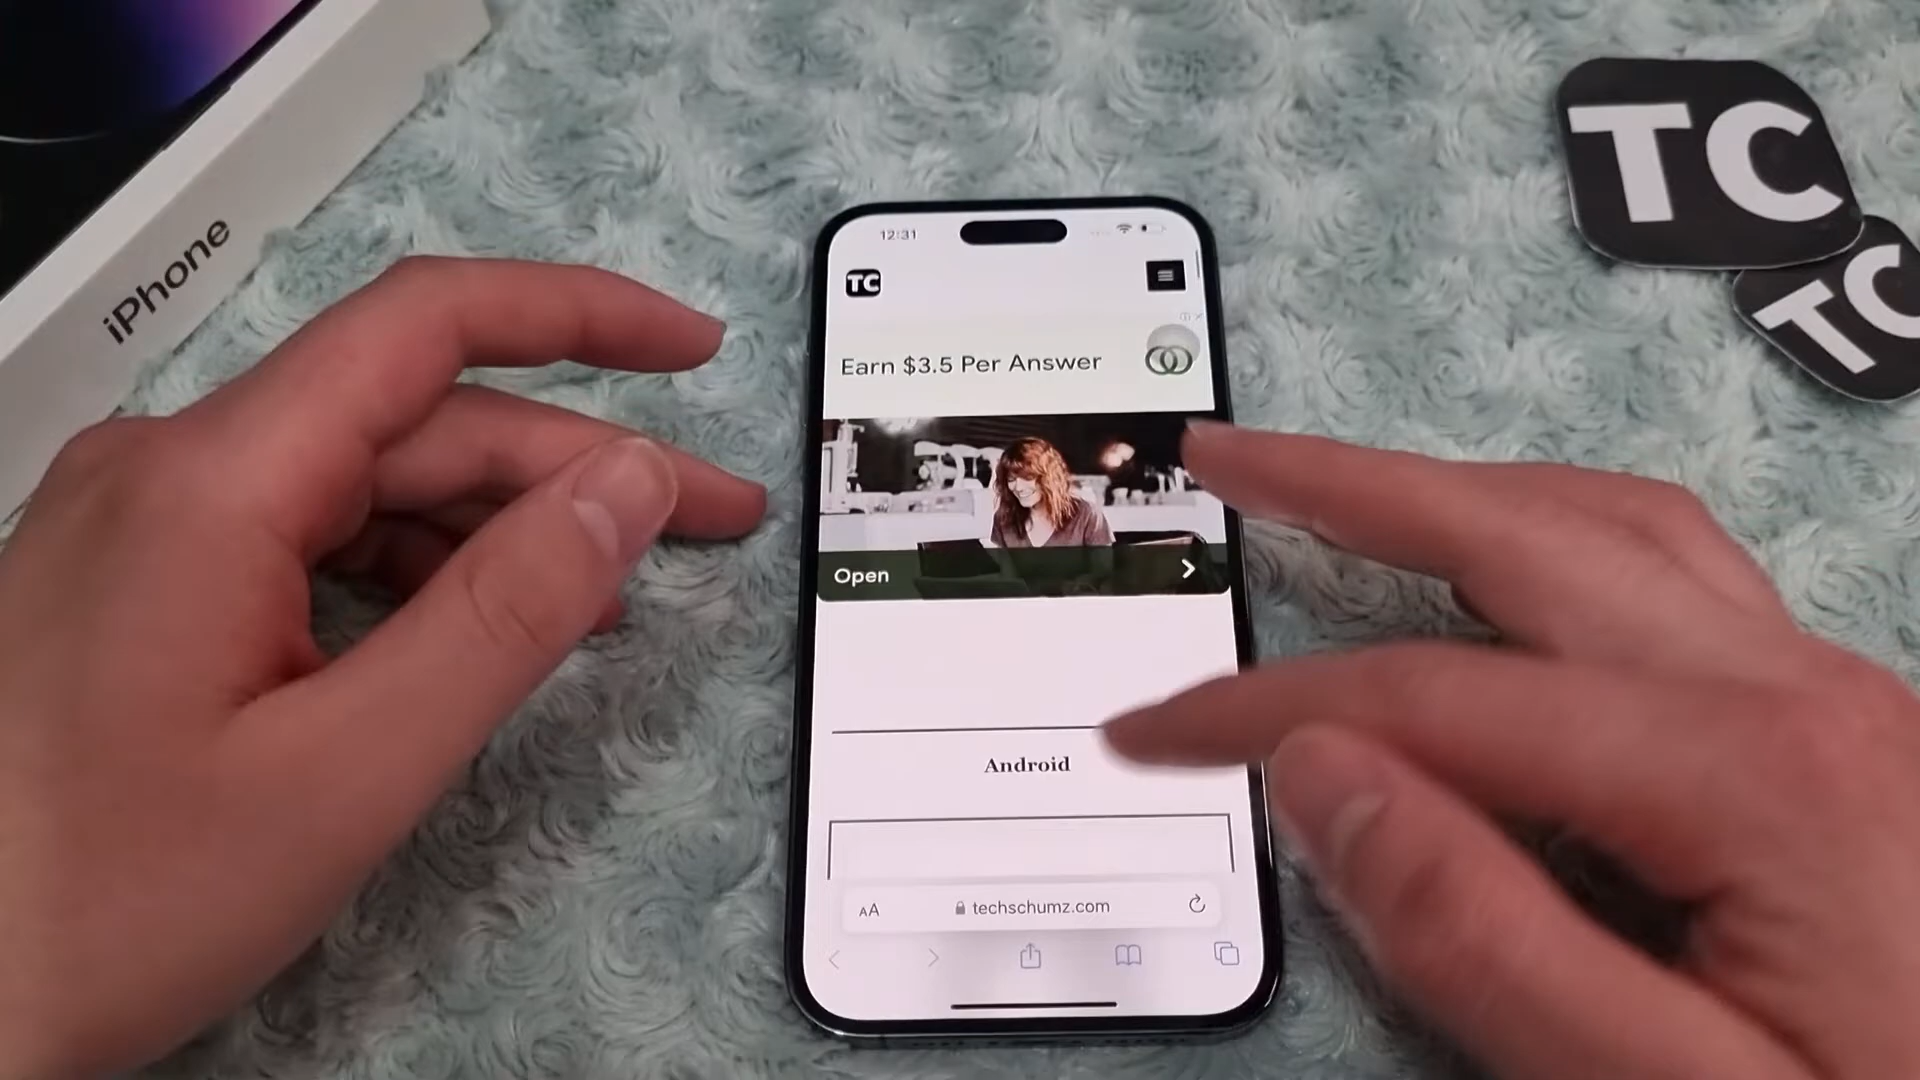 iPhone
TC
TC
12:31
TC
Earn $3.5 Per Answer
Open
Android
AA
techschumz.com